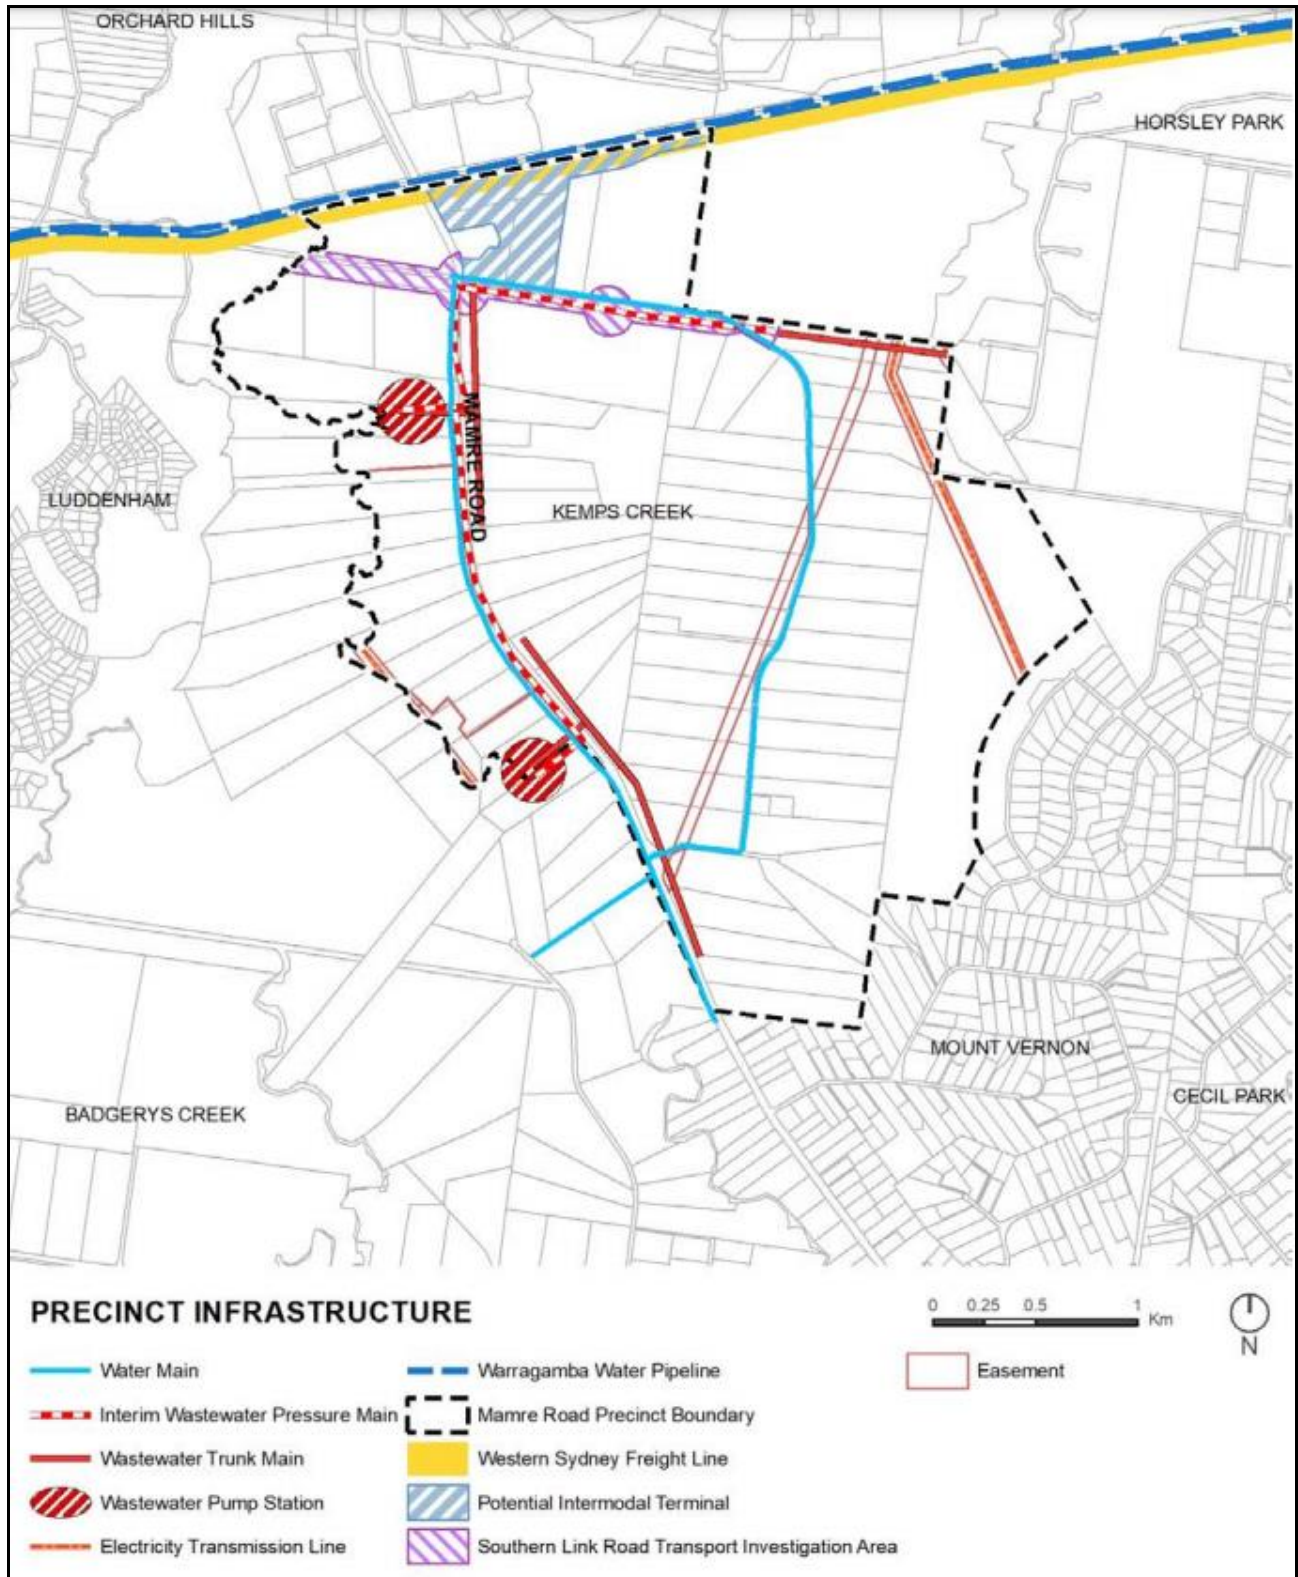 ORCHARD HILLS
HORSLEY PARK
MAMRE ROAD
LUDDENHAM
KEMPS CREEK
MOUNT VERNON
CECIL PARK
BADGERYS CREEK
PRECINCT INFRASTRUCTURE
0 0.25 0.5 1 Km
N
Water Main
Interim Wastewater Pressure Main
Wastewater Trunk Main
Wastewater Pump Station
Electricity Transmission Line
Warragamba Water Pipeline
Mamre Road Precinct Boundary
Western Sydney Freight Line
Potential Intermodal Terminal
Southern Link Road Transport Investigation Area
Easement